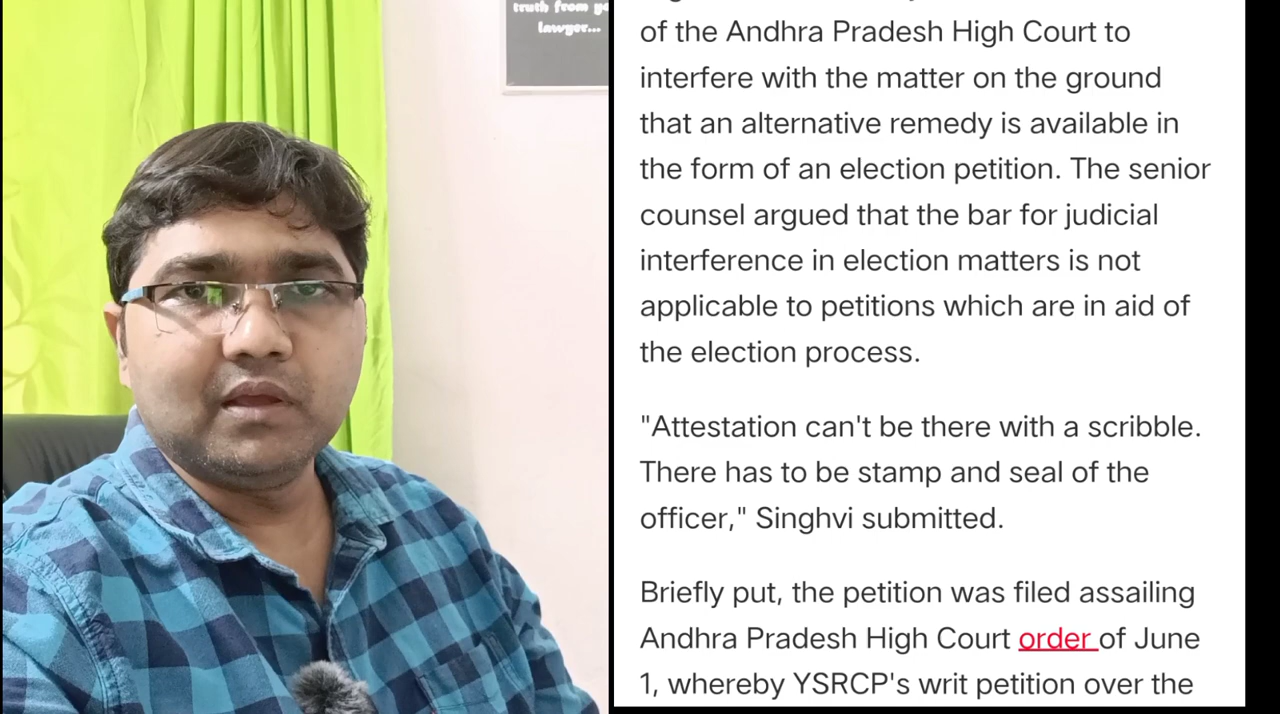 truth from yo
lawyer...
of the Andhra Pradesh High Court to
interfere with the matter on the ground
that an alternative remedy is available in
the form of an election petition. The senior
counsel argued that the bar for judicial
interference in election matters is not
applicable to petitions which are in aid of
the election process.
"Attestation can't be there with a scribble.
There has to be stamp and seal of the
officer," Singhvi submitted.
Briefly put, the petition was filed assailing
Andhra Pradesh High Court order of June
1, whereby YSRCP's writ petition over the